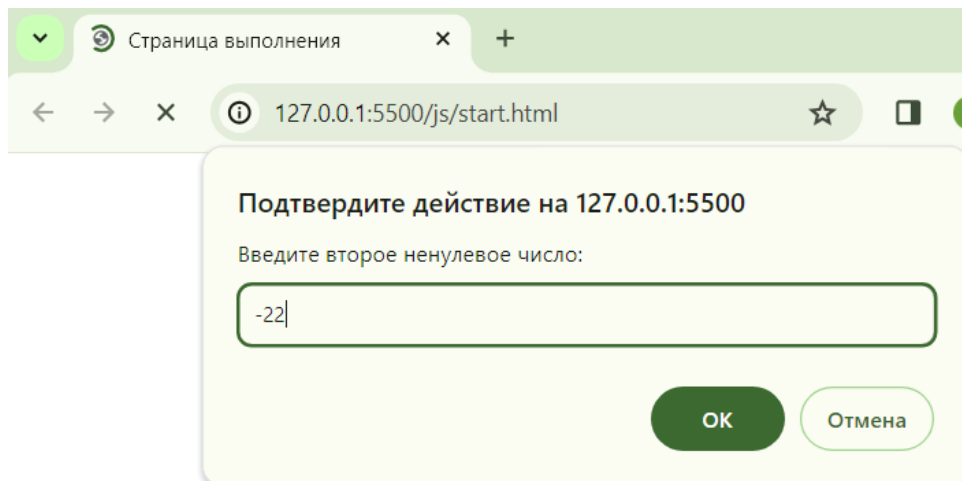 Страница выполнения
127.0.0.1:5500/js/start.html
Подтвердите действие на 127.0.0.1:5500
Введите второе ненулевое число:
-22
ОК Отмена